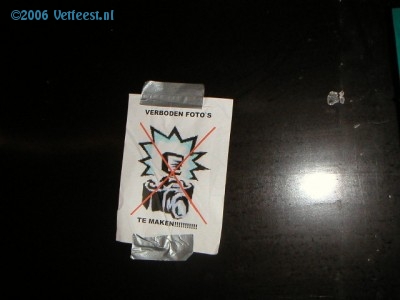 ©2006 Vetfeest.nl
VERBODEN FOTO'S
TE MAKEN!!!!!!!!!!!